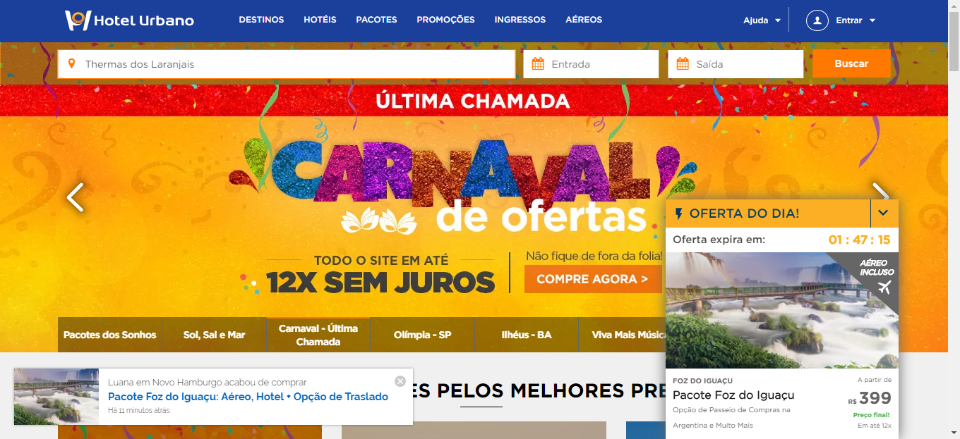 Hotel Urbano
DESTINOS HOTÉIS PACOTES PROMOÇÕES INGRESSOS AÉREOS
Ajuda Entrar
Thermas dos Laranjais
Entrada
Saída
Buscar
ÚLTIMA CHAMADA
CARNAVAL
de ofertas
TODO O SITE EM ATÉ
12X SEM JUROS
Não fique de fora da folia!
COMPRE AGORA >
OFERTA DO DIA!
Oferta expira em: 01 : 47 : 15
AÉREO
INCLUSO
FOZ DO IGUAÇU
Pacote Foz do Iguaçu
Opção de Passeio de Compras na
Argentina e Muito Mais
A partir de
R$ 399
Preço final!
Em até 12x
Pacotes dos Sonhos
Sol, Sal e Mar
Carnaval - Última
Chamada
Olímpia - SP
Ilhéus - BA
Viva Mais Músic
Luana em Novo Hamburgo acabou de comprar
Pacote Foz do Iguaçu: Aéreo, Hotel + Opção de Traslado
Há 11 minutos atrás
ES PELOS MELHORES PRE